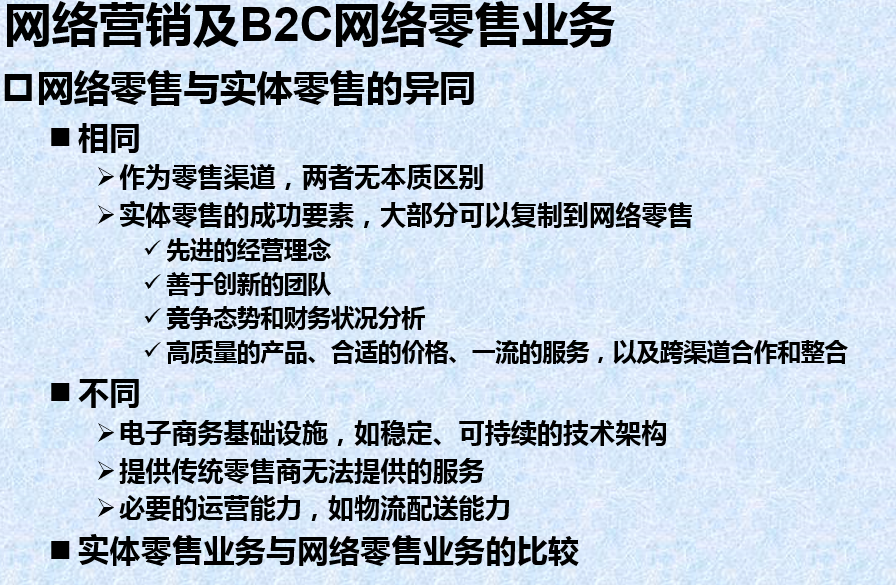 网络营销及B2C网络零售业务
网络零售与实体零售的异同
相同
作为零售渠道，两者无本质区别
实体零售的成功要素，大部分可以复制到网络零售
先进的经营理念
善于创新的团队
竞争态势和财务状况分析
高质量的产品、合适的价格、一流的服务，以及跨渠道合作和整合
不同
电子商务基础设施，如稳定、可持续的技术架构
提供传统零售商无法提供的服务
必要的运营能力，如物流配送能力
实体零售业务与网络零售业务的比较